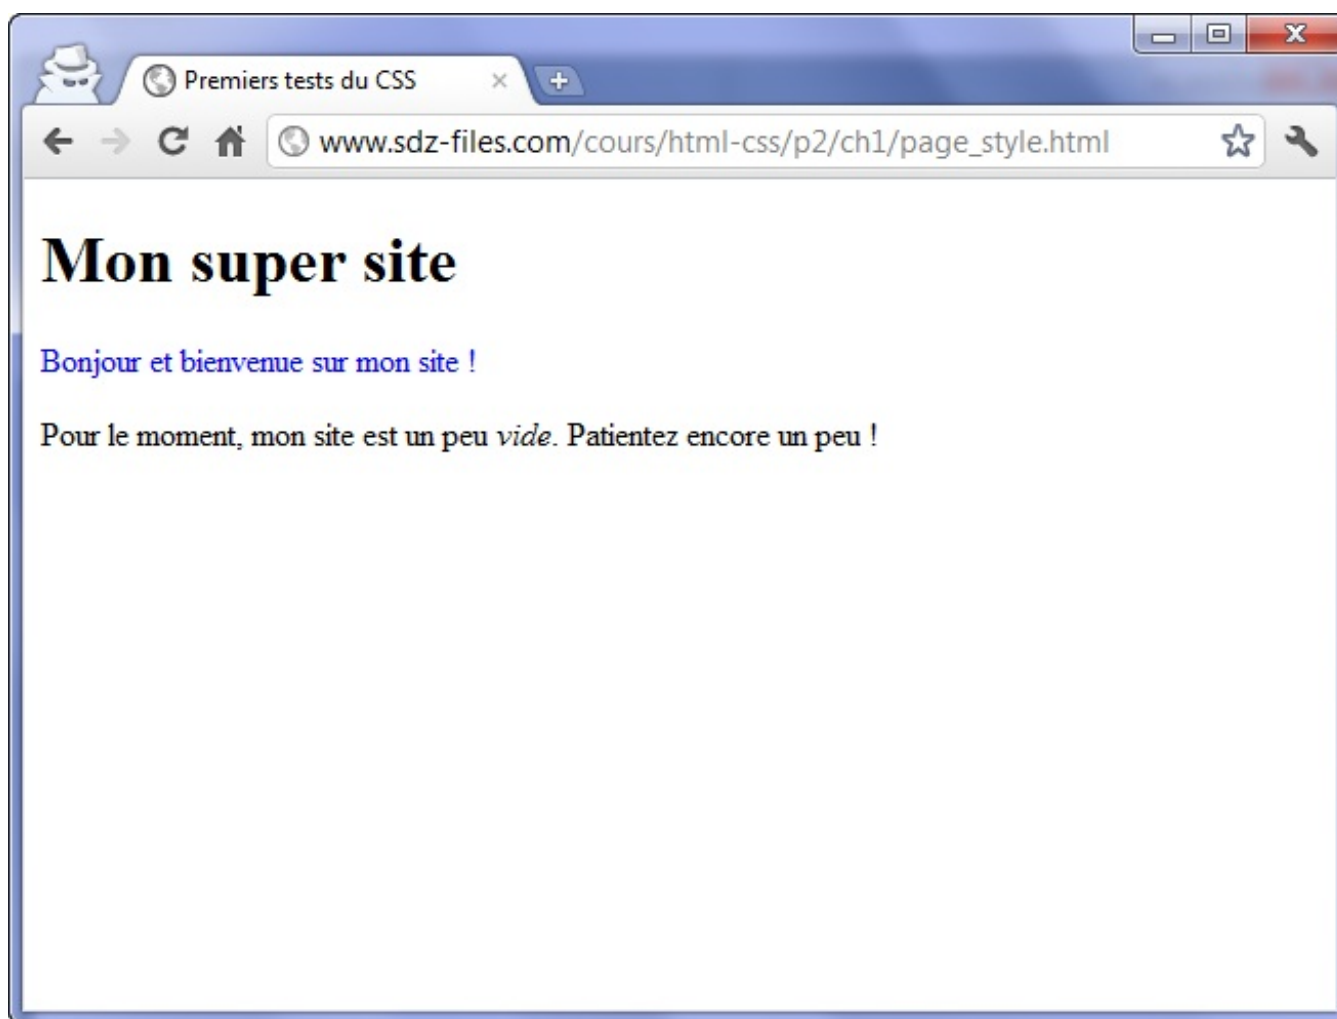 Premiers tests du CSS
www.sdz-files.com/cours/html-css/p2/ch1/page_style.html
Mon super site
Bonjour et bienvenue sur mon site !
Pour le moment, mon site est un peu vide. Patientez encore un peu !